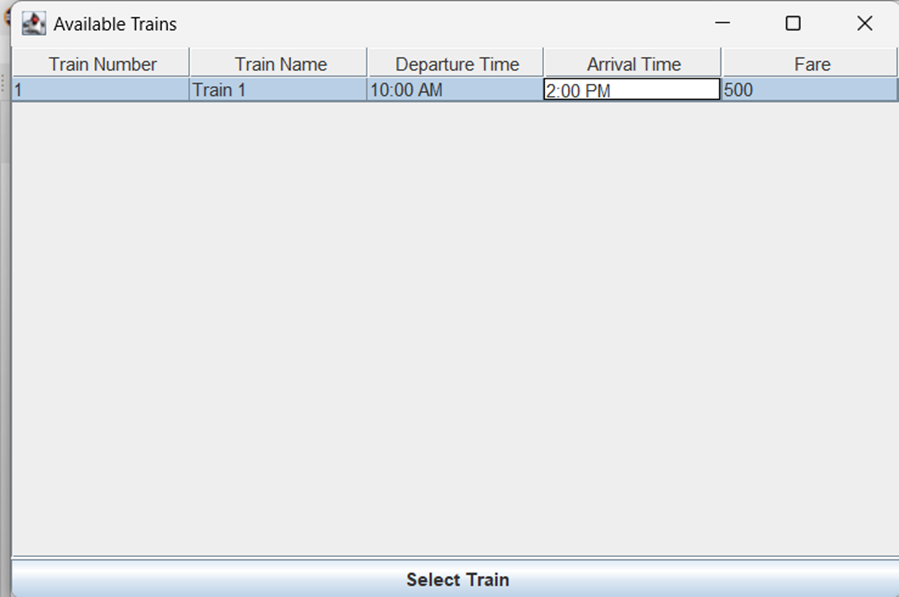 Available Trains
Train Number Train Name Departure Time Arrival Time Fare
1 Train 1 10:00 AM 2:00 PM 500
Select Train